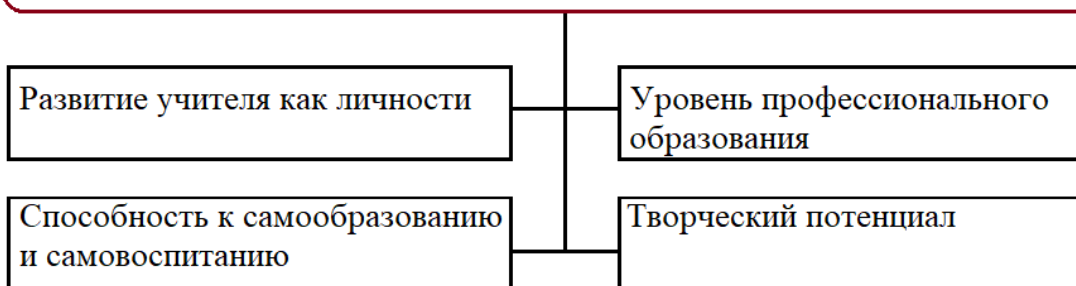 Развитие учителя как личности
Уровень профессионального
образования
Способность к самообразованию
и самовоспитанию
Творческий потенциал